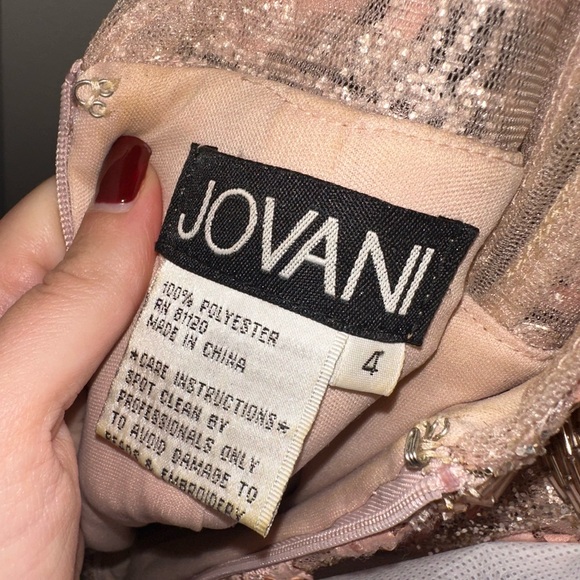 JOVANI
4
100% POLYESTER
RN 81120
MADE IN CHINA
*CARE INSTRUCTIONS*
SPOT CLEAN BY
PROFESSIONALS ONLY
TO AVOID DAMAGE TO
BEADS & EMBROIDERY